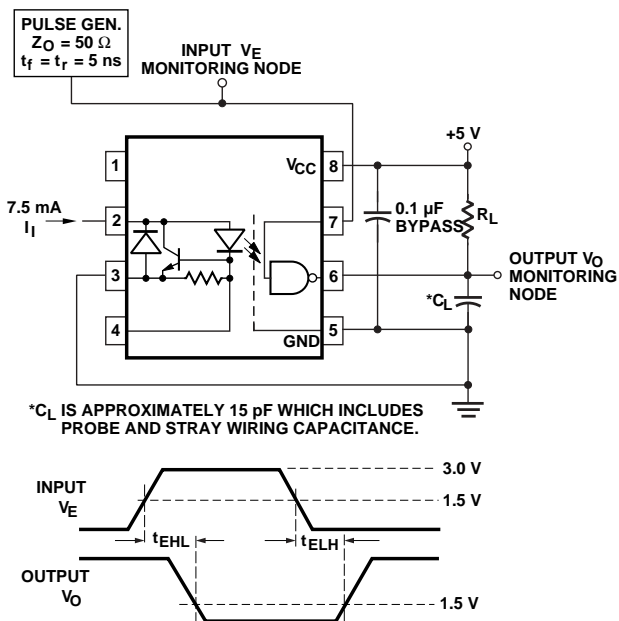 PULSE GEN.
Z_O = 50 Ω
t_f = t_r = 5 ns
INPUT V_E
MONITORING NODE
+5 V
1
V_CC
8
7.5 mA
I_I
2
7
0.1 µF
BYPASS
R_L
3
6
OUTPUT V_O
MONITORING
NODE
*C_L
4
GND
5
*C_L IS APPROXIMATELY 15 pF WHICH INCLUDES
PROBE AND STRAY WIRING CAPACITANCE.
INPUT
V_E
3.0 V
1.5 V
t_EHL
t_ELH
OUTPUT
V_O
1.5 V